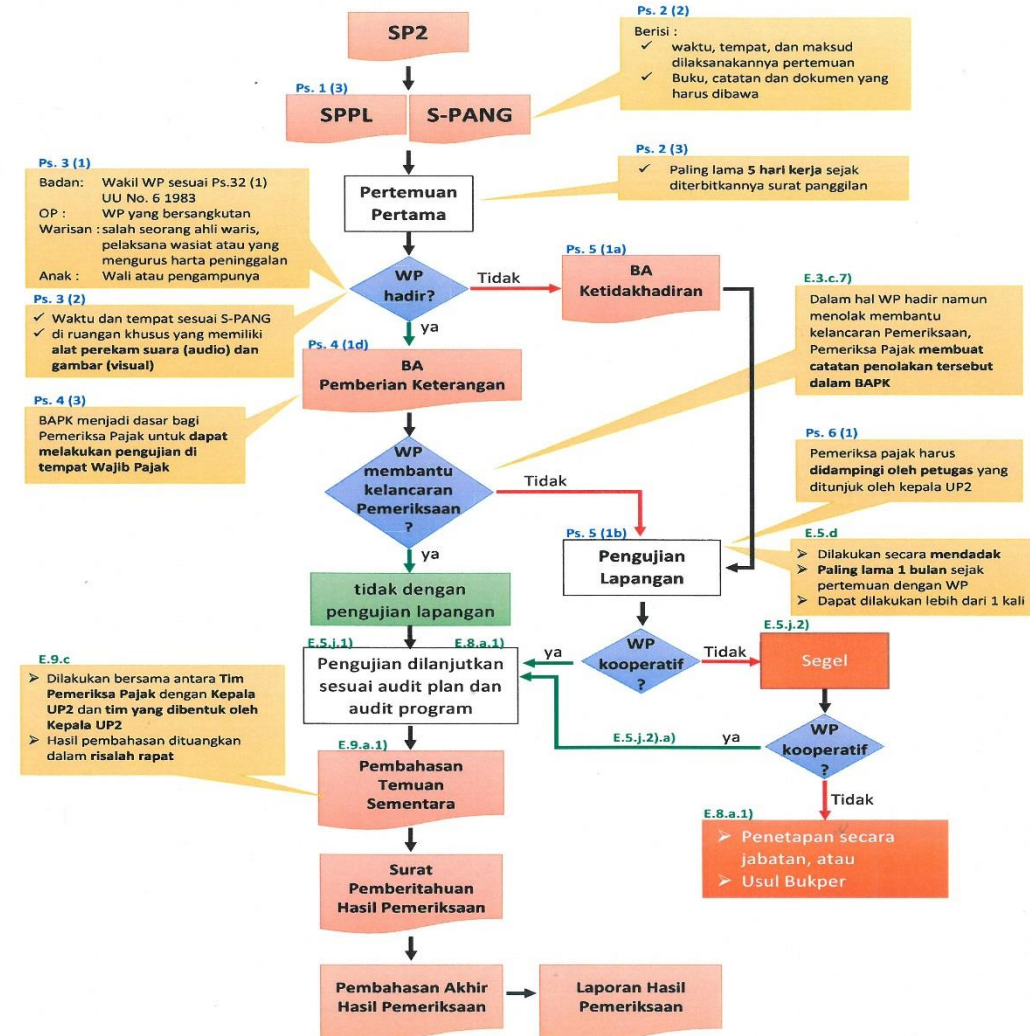 SP2
Ps. 2 (2)
Berisi :
✓ waktu, tempat, dan maksud
dilaksanakannya pertemuan
✓ Buku, catatan dan dokumen yang
harus dibawa
Ps. 1 (3)
SPPL
S-PANG
Ps. 2 (3)
✓ Paling lama 5 hari kerja sejak
diterbitkannya surat panggilan
Ps. 3 (1)
Badan: Wakil WP sesuai Ps.32 (1)
UU No. 6 1983
OP : WP yang bersangkutan
Warisan : salah seorang ahli waris,
pelaksana wasiat atau yang
mengurus harta peninggalan
Anak : Wali atau pengampunya
Pertemuan
Pertama
WP
hadir?
Tidak
Ps. 5 (1a)
BA
Ketidakhadiran
Ps. 3 (2)
✓ Waktu dan tempat sesuai S-PANG
✓ di ruangan khusus yang memiliki
alat perekam suara (audio) dan
gambar (visual)
ya
E.3.c.7)
Dalam hal WP hadir namun
menolak membantu
kelancaran Pemeriksaan,
Pemeriksa Pajak membuat
catatan penolakan tersebut
dalam BAPK
Ps. 4 (1d)
BA
Pemberian Keterangan
Ps. 4 (3)
BAPK menjadi dasar bagi
Pemeriksa Pajak untuk dapat
melakukan pengujian di
tempat Wajib Pajak
WP
membantu
kelancaran
Pemeriksaan
?
Tidak
Ps. 6 (1)
Pemeriksa pajak harus
didampingi oleh petugas yang
ditunjuk oleh kepala UP2
ya
Ps. 5 (1b)
Pengujian
Lapangan
E.5.d
➢ Dilakukan secara mendadak
➢ Paling lama 1 bulan sejak
pertemuan dengan WP
➢ Dapat dilakukan lebih dari 1 kali
tidak dengan
pengujian lapangan
E.5.j.1)
E.8.a.1)
Pengujian dilanjutkan
sesuai audit plan dan
audit program
ya
WP
kooperatif
?
Tidak
E.5.j.2)
Segel
E.9.c
➢ Dilakukan bersama antara Tim
Pemeriksa Pajak dengan Kepala
UP2 dan tim yang dibentuk oleh
Kepala UP2
➢ Hasil pembahasan dituangkan
dalam risalah rapat
E.5.j.2).a)
ya
WP
kooperatif
?
Tidak
E.9.a.1)
Pembahasan
Temuan
Sementara
E.8.a.1)
➢ Penetapan secara
jabatan, atau
➢ Usul Bukper
Surat
Pemberitahuan
Hasil Pemeriksaan
Pembahasan Akhir
Hasil Pemeriksaan
Laporan Hasil
Pemeriksaan